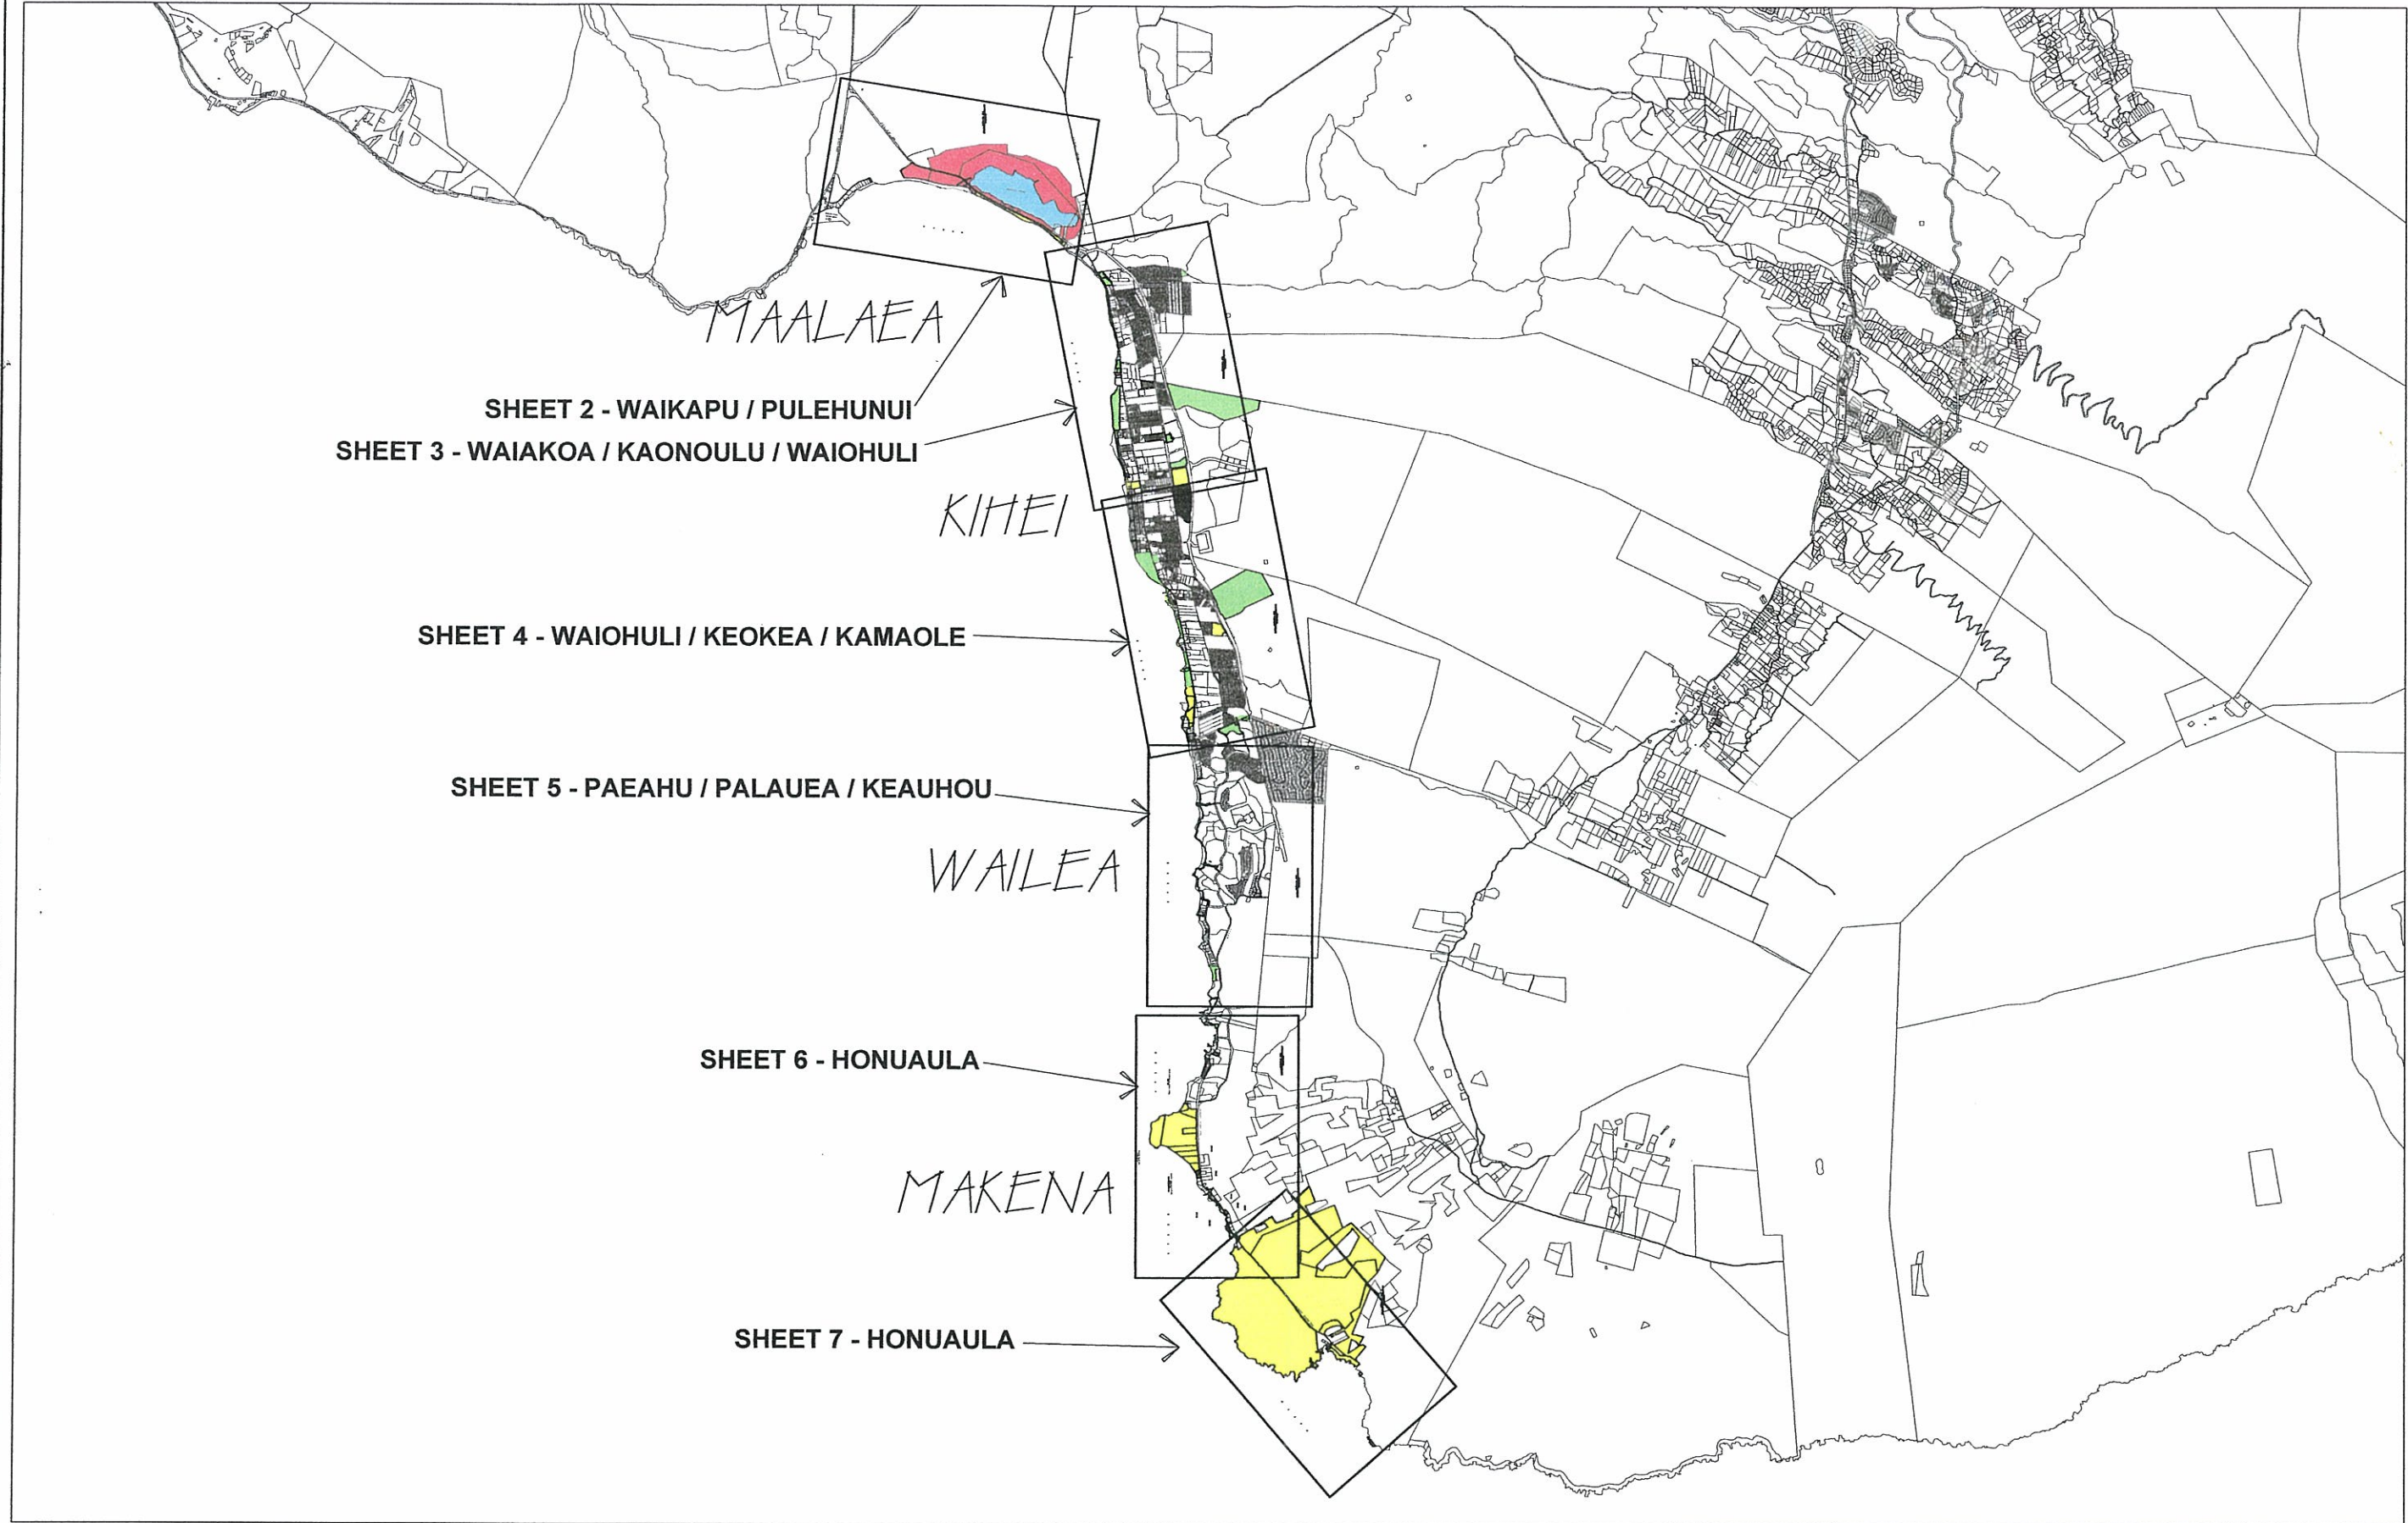 MAALAEA
SHEET 2 - WAIKAPU / PULEHUNUI
SHEET 3 - WAIAKOA / KAONOULU / WAIOHULI
KIHEI
SHEET 4 - WAIOHULI / KEOKEA / KAMAOLE
SHEET 5 - PAEAHU / PALAUEA / KEAUHOU
WAILEA
SHEET 6 - HONUAULA
MAKENA
SHEET 7 - HONUAULA